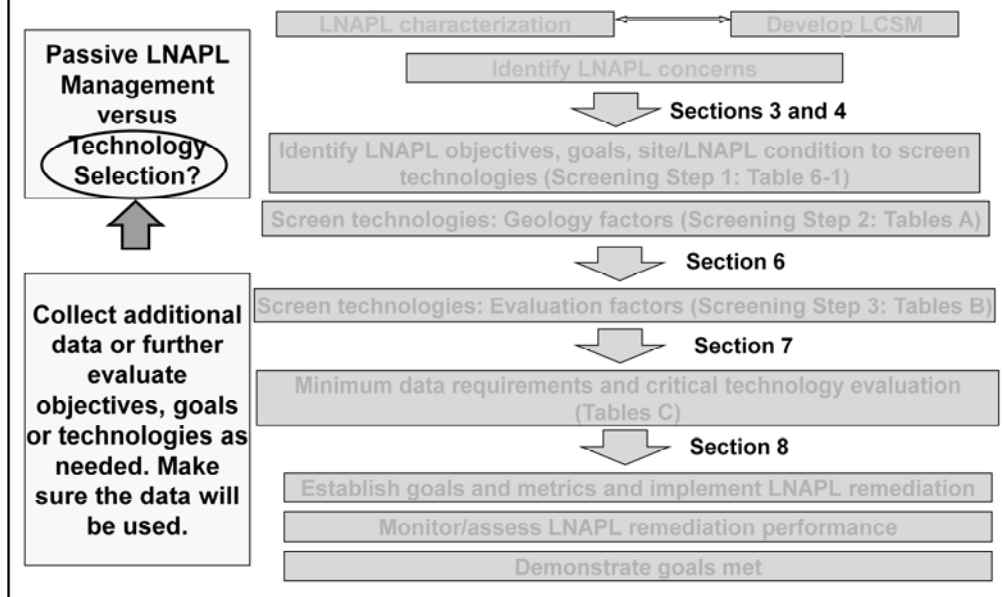 Passive LNAPL
Management
versus
Technology
Selection?
Collect additional
data or further
evaluate
objectives, goals
or technologies as
needed. Make
sure the data will
be used.
LNAPL characterization
Develop LCSM
Identify LNAPL concerns
Sections 3 and 4
Identify LNAPL objectives, goals, site/LNAPL condition to screen
technologies (Screening Step 1: Table 6-1)
Screen technologies: Geology factors (Screening Step 2: Tables A)
Section 6
Screen technologies: Evaluation factors (Screening Step 3: Tables B)
Section 7
Minimum data requirements and critical technology evaluation
(Tables C)
Section 8
Establish goals and metrics and implement LNAPL remediation
Monitor/assess LNAPL remediation performance
Demonstrate goals met